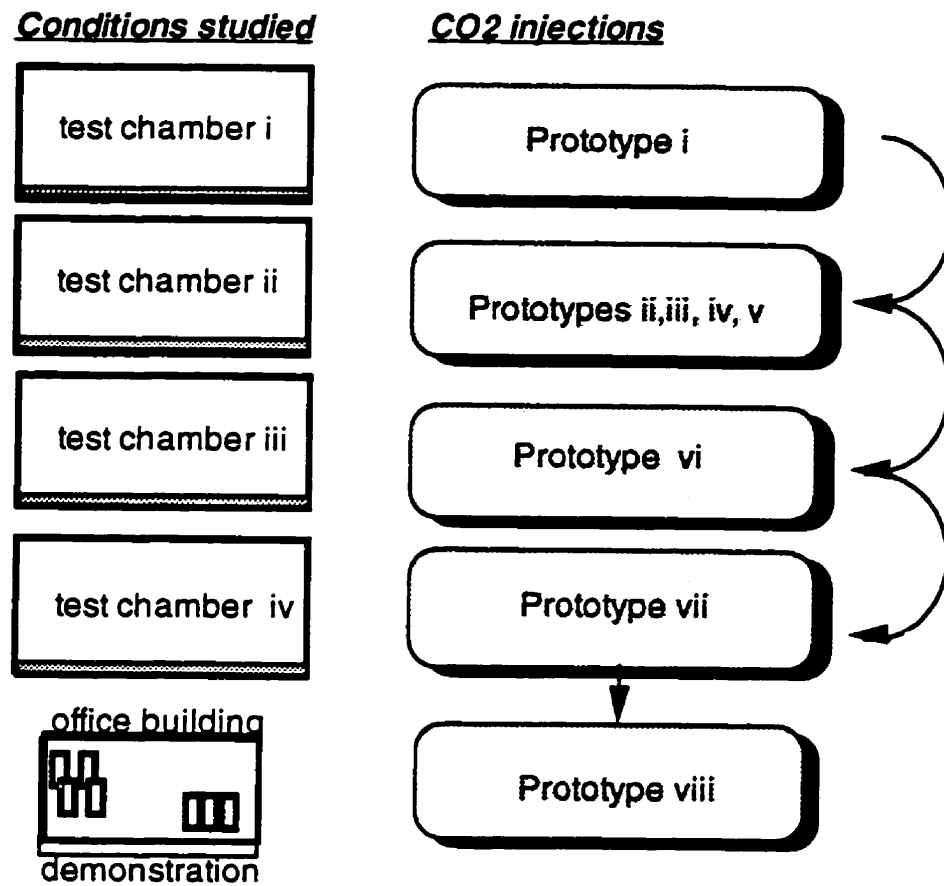 Conditions studied
CO2 injections
test chamber i
Prototype i
test chamber ii
Prototypes ii,iii, iv, v
test chamber iii
Prototype vi
test chamber iv
Prototype vii
office building
demonstration
Prototype viii